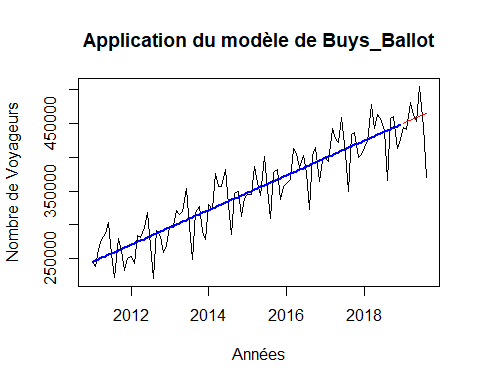 Application du modèle de Buys_Ballot
Nombre de Voyageurs
450000
350000
250000
2012
2014
2016
2018
Années